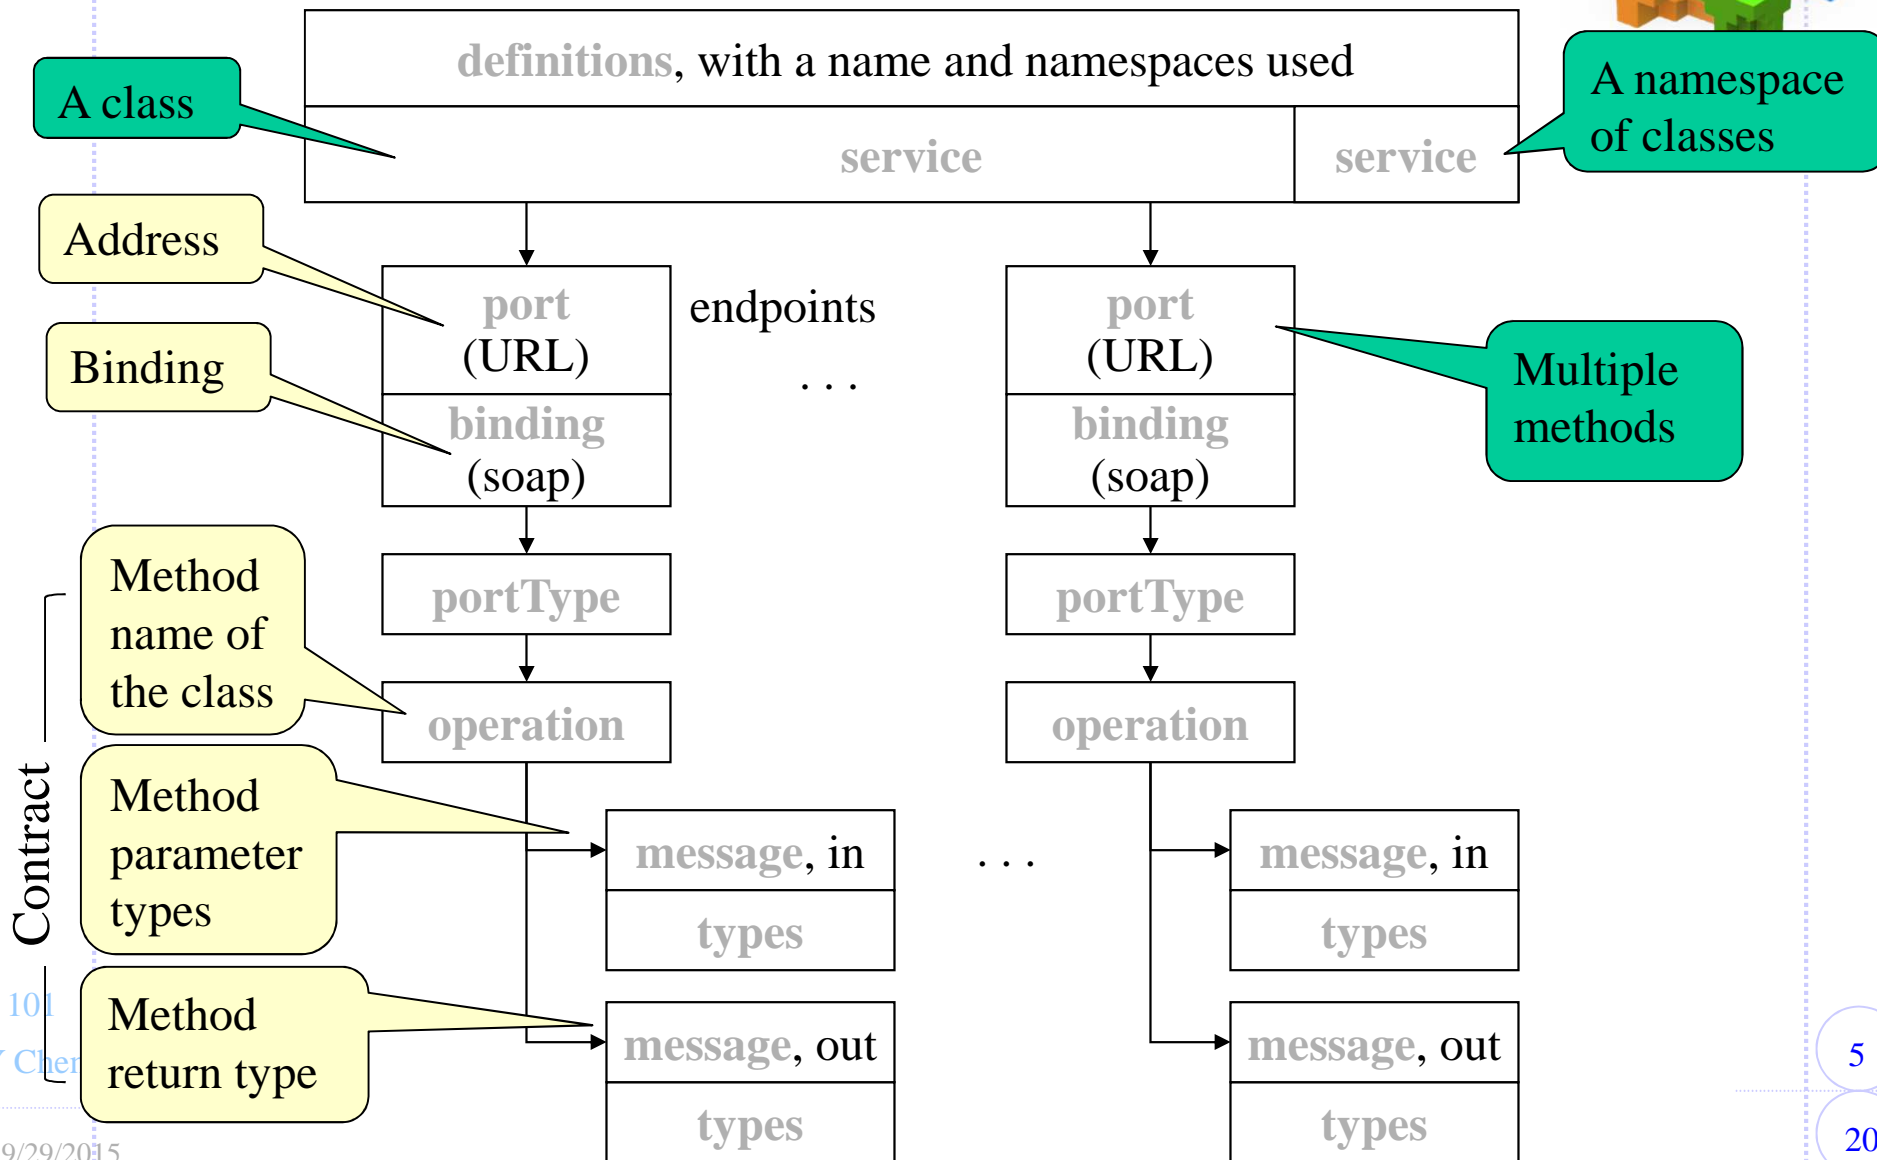 definitions, with a name and namespaces used
A class
A namespace
of classes
service
service
Address
port
(URL)
endpoints
port
(URL)
Binding
. . .
Multiple
methods
binding
(soap)
binding
(soap)
Method
name of
the class
portType
portType
operation
operation
Contract
Method
parameter
types
message, in
. . .
message, in
types
types
101
Method
return type
message, out
message, out
5
types
types
20
9/29/2015